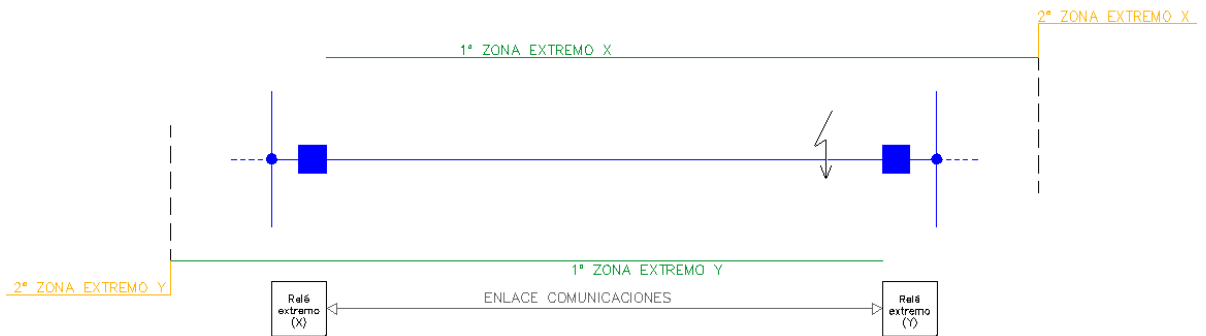 2ª ZONA EXTREMO X
1ª ZONA EXTREMO X
1ª ZONA EXTREMO Y
2ª ZONA EXTREMO Y
Relé
extremo
(X)
ENLACE COMUNICACIONES
Relé
extremo
(Y)